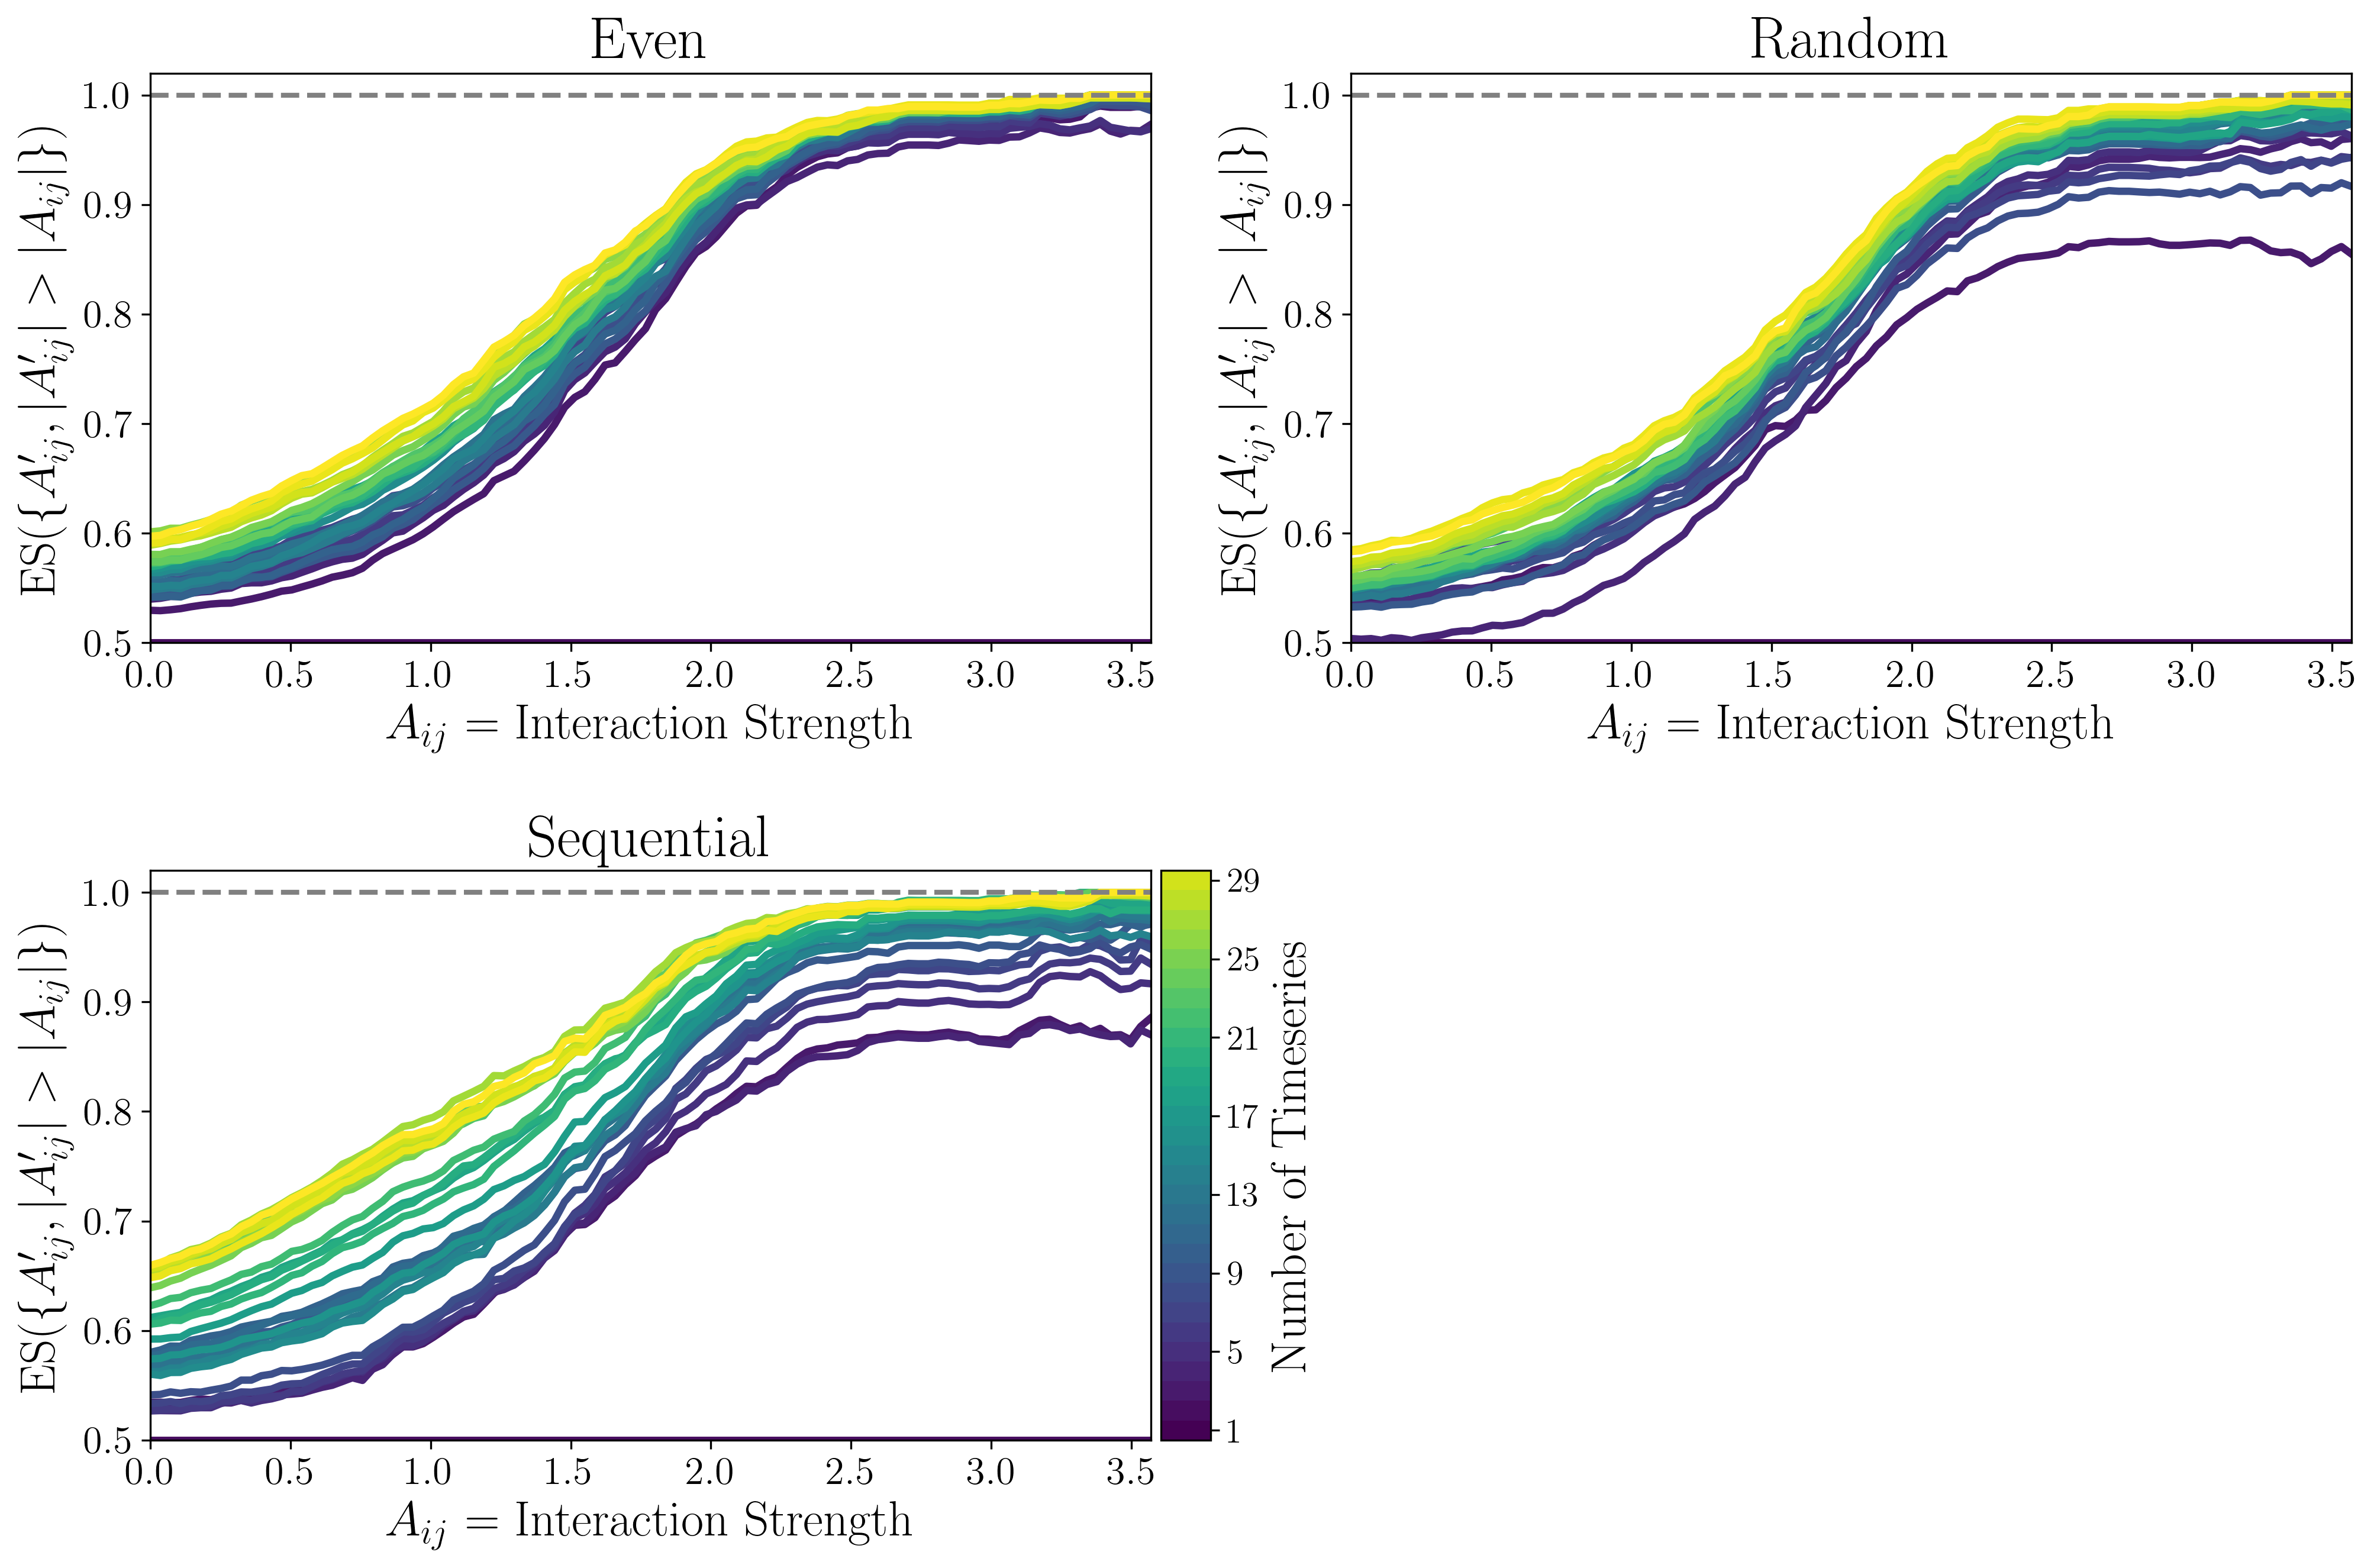 Even
1.0
0.9
0.8
0.7
0.6
0.5
ES({A′ij, |A′ij| > |Aij|})
0.0 0.5 1.0 1.5 2.0 2.5 3.0 3.5
Aij = Interaction Strength
Random
1.0
0.9
0.8
0.7
0.6
0.5
ES({A′ij, |A′ij| > |Aij|})
0.0 0.5 1.0 1.5 2.0 2.5 3.0 3.5
Aij = Interaction Strength
Sequential
1.0
0.9
0.8
0.7
0.6
0.5
ES({A′ij, |A′ij| > |Aij|})
0.0 0.5 1.0 1.5 2.0 2.5 3.0 3.5
Aij = Interaction Strength
29
25
21
17
13
9
5
1
Number of Timeseries